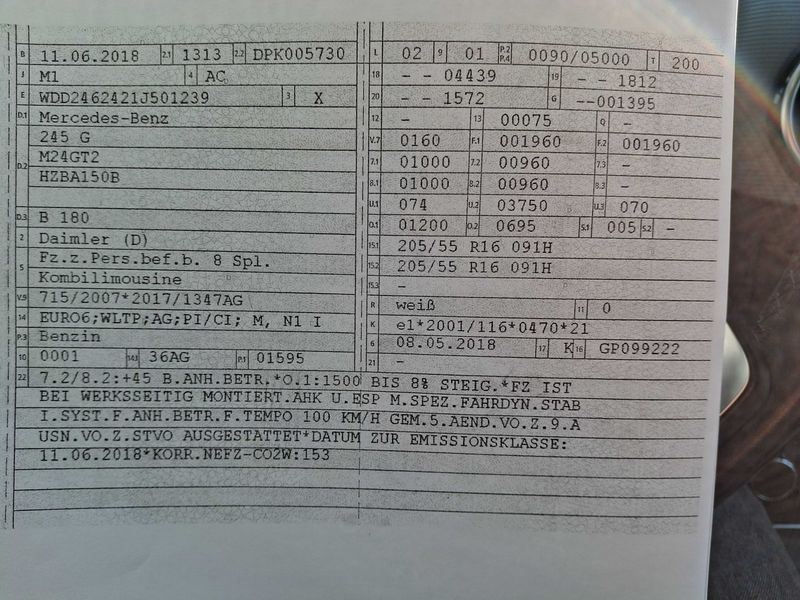 B 11.06.2018 2.1 1313 2.2 DPK005730
J M1 4 AC
E WDD2462421J501239 3 X
D.1 Mercedes-Benz
245 G
D.2 M24GT2
HZBA150B
D.3 B 180
2 Daimler (D)
5 Fz.z.Pers.bef.b. 8 Spl.
Kombilimousine
V.9 715/2007*2017/1347AG
14 EURO6;WLTP;AG;PI/CI; M, N1 I
P.3 Benzin
10 0001 14.1 36AG P.1 01595
L 02 9 01 P.2 P.4 0090/05000 T 200
18 - - 04439 19 - - 1812
20 - - 1572 G --001395
12 - 13 00075 Q -
V.7 0160 F.1 001960 F.2 001960
7.1 01000 7.2 00960 7.3 -
8.1 01000 8.2 00960 8.3 -
U.1 074 U.2 03750 U.3 070
O.1 01200 O.2 0695 S.1 005 S.2 -
15.1 205/55 R16 091H
15.2 205/55 R16 091H
15.3 -
R weiß 11 0
K e1*2001/116*0470*21
6 08.05.2018 17 K 16 GP099222
21 -
22 7.2/8.2:+45 B.ANH.BETR.*O.1:1500 BIS 8% STEIG.*FZ IST
BEI WERKSSEITIG MONTIERT.AHK U.ESP M.SPEZ.FAHRDYN.STAB
I.SYST.F.ANH.BETR.F.TEMPO 100 KM/H GEM.5.AEND.VO.Z.9.A
USN.VO.Z.STVO AUSGESTATTET*DATUM ZUR EMISSIONSKLASSE:
11.06.2018*KORR.NEFZ-CO2W:153